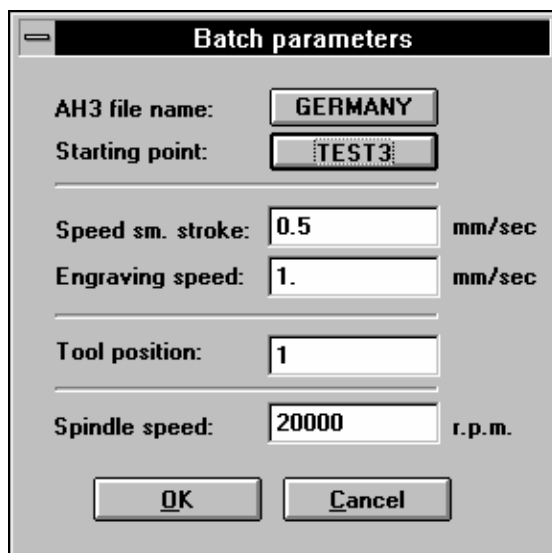 Batch parameters
AH3 file name: GERMANY
Starting point: TEST3
Speed sm. stroke: 0.5 mm/sec
Engraving speed: 1. mm/sec
Tool position: 1
Spindle speed: 20000 r.p.m.
OK Cancel